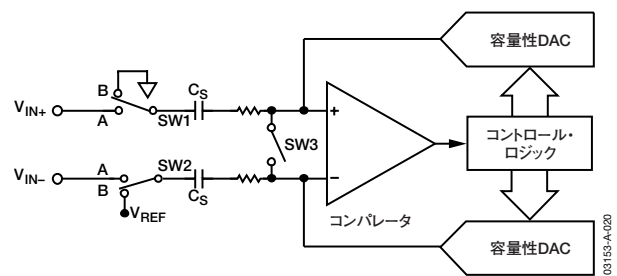 容量性DAC
B
CS
VIN+
A
SW1
+
コントロール・
ロジック
SW3
VIN–
A
SW2
–
B
CS
VREF
コンパレータ
容量性DAC
03153-A-020